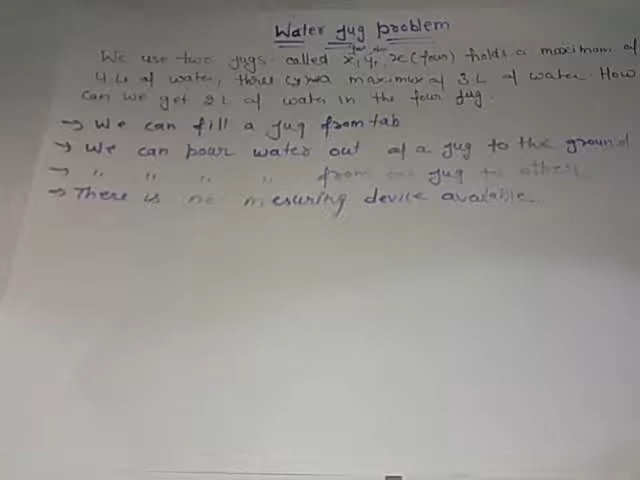 Water Jug problem
four three
We use two jugs called x, y, x (four) holds a maximum of
4 L of water, three (y) a maximum of 3 L of water. How
can we get 2 L of water in the four jug.
→ We can fill a jug from tab
→ We can pour water out of a jug to the ground
→ " " " " from one jug to other.
→ There is no mesuring device available.